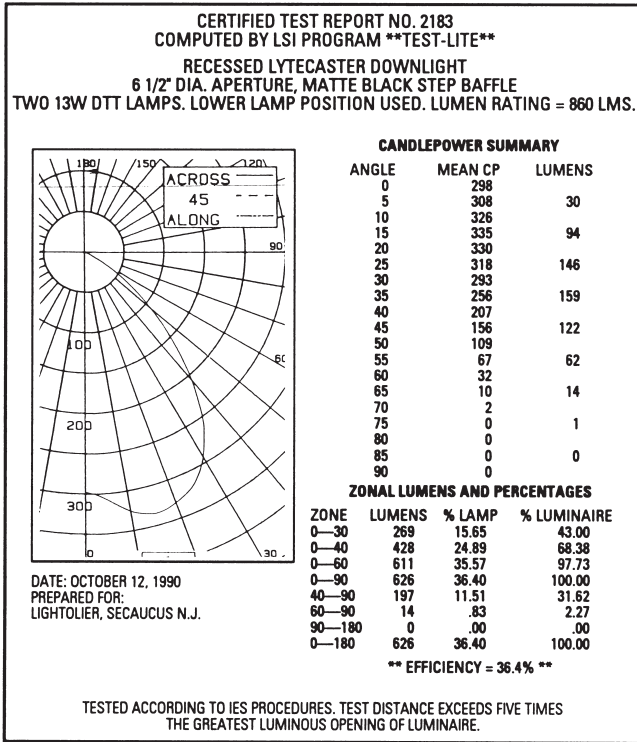 CERTIFIED TEST REPORT NO. 2183
COMPUTED BY LSI PROGRAM **TEST-LITE**
RECESSED LYTECASTER DOWNLIGHT
6 1/2" DIA. APERTURE, MATTE BLACK STEP BAFFLE
TWO 13W DTT LAMPS. LOWER LAMP POSITION USED. LUMEN RATING = 860 LMS.
180 150 120
ACROSS
45
ALONG
90
60
100
200
300
0 30
DATE: OCTOBER 12, 1990
PREPARED FOR:
LIGHTOLIER, SECAUCUS N.J.
CANDLEPOWER SUMMARY
ANGLE MEAN CP LUMENS
0 298
5 308 30
10 326
15 335 94
20 330
25 318 146
30 293
35 256 159
40 207
45 156 122
50 109
55 67 62
60 32
65 10 14
70 2
75 0 1
80 0
85 0 0
90 0
ZONAL LUMENS AND PERCENTAGES
ZONE LUMENS % LAMP % LUMINAIRE
0—30 269 15.65 43.00
0—40 428 24.89 68.38
0—60 611 35.57 97.73
0—90 626 36.40 100.00
40—90 197 11.51 31.62
60—90 14 .83 2.27
90—180 0 .00 .00
0—180 626 36.40 100.00
** EFFICIENCY = 36.4% **
TESTED ACCORDING TO IES PROCEDURES. TEST DISTANCE EXCEEDS FIVE TIMES
THE GREATEST LUMINOUS OPENING OF LUMINAIRE.